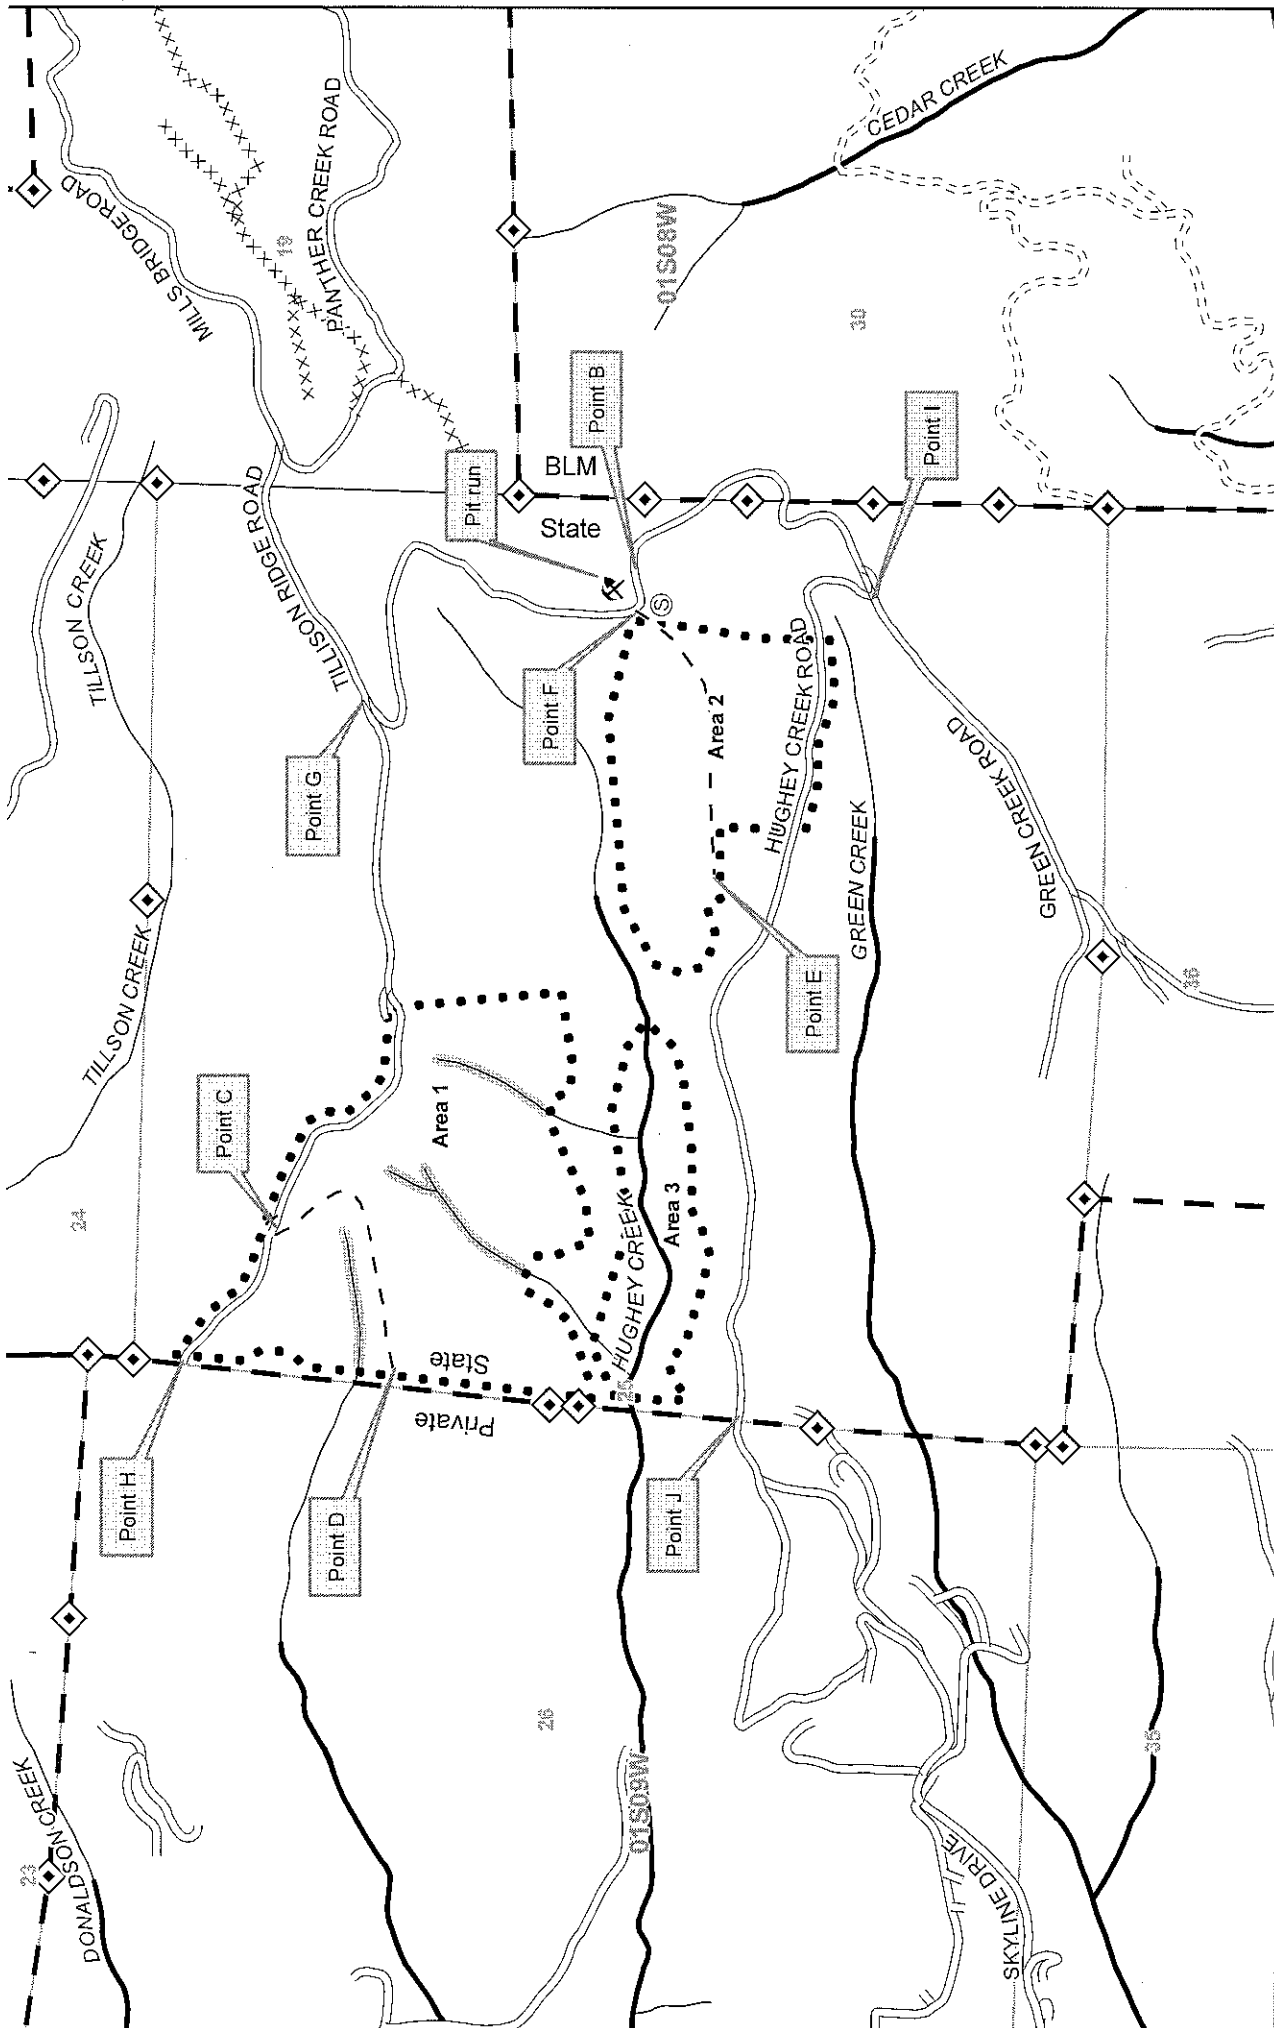 MILLS BRIDGE ROAD
19
PANTHER CREEK ROAD
CEDAR CREEK
01S08W
30
TILLSON CREEK
TILLISON RIDGE ROAD
Pit run
BLM
State
Point B
Point I
Point G
Point F
Area 2
HUGHEY CREEK ROAD
GREEN CREEK
GREEN CREEK ROAD
S
TILLSON CREEK
Point E
36
Point C
Area 1
24
HUGHEY CREEK
Area 3
State
Private
25
Point H
Point D
Point J
26
01S09W
35
23
DONALDSON CREEK
SKYLINE DRIVE